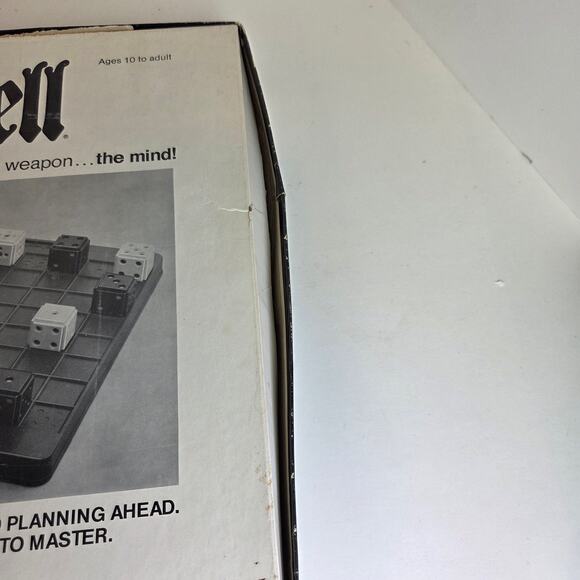 Ages 10 to adult
ell®
weapon...the mind!
PLANNING AHEAD.
TO MASTER.